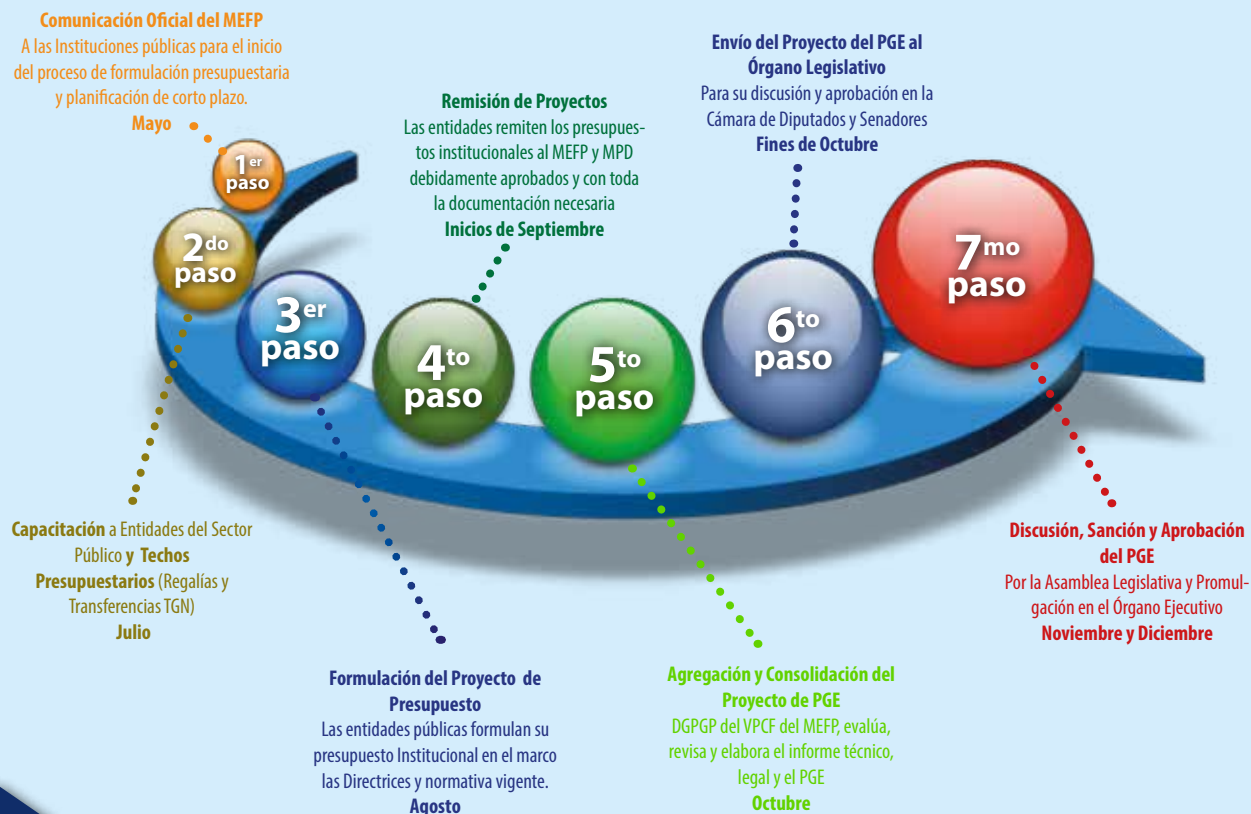 Comunicación Oficial del MEFP
A las Instituciones públicas para el inicio
del proceso de formulación presupuestaria
y planificación de corto plazo.
Mayo
1er
paso
2do
paso
Capacitación a Entidades del Sector
Público y Techos
Presupuestarios (Regalías y
Transferencias TGN)
Julio
3er
paso
Formulación del Proyecto de
Presupuesto
Las entidades públicas formulan su
presupuesto Institucional en el marco
las Directrices y normativa vigente.
Agosto
Remisión de Proyectos
Las entidades remiten los presupues-
tos institucionales al MEFP y MPD
debidamente aprobados y con toda
la documentación necesaria
Inicios de Septiembre
4to
paso
5to
paso
Agregación y Consolidación del
Proyecto de PGE
DGPGP del VPCF del MEFP, evalúa,
revisa y elabora el informe técnico,
legal y el PGE
Octubre
Envío del Proyecto del PGE al
Órgano Legislativo
Para su discusión y aprobación en la
Cámara de Diputados y Senadores
Fines de Octubre
6to
paso
7mo
paso
Discusión, Sanción y Aprobación
del PGE
Por la Asamblea Legislativa y Promul-
gación en el Órgano Ejecutivo
Noviembre y Diciembre